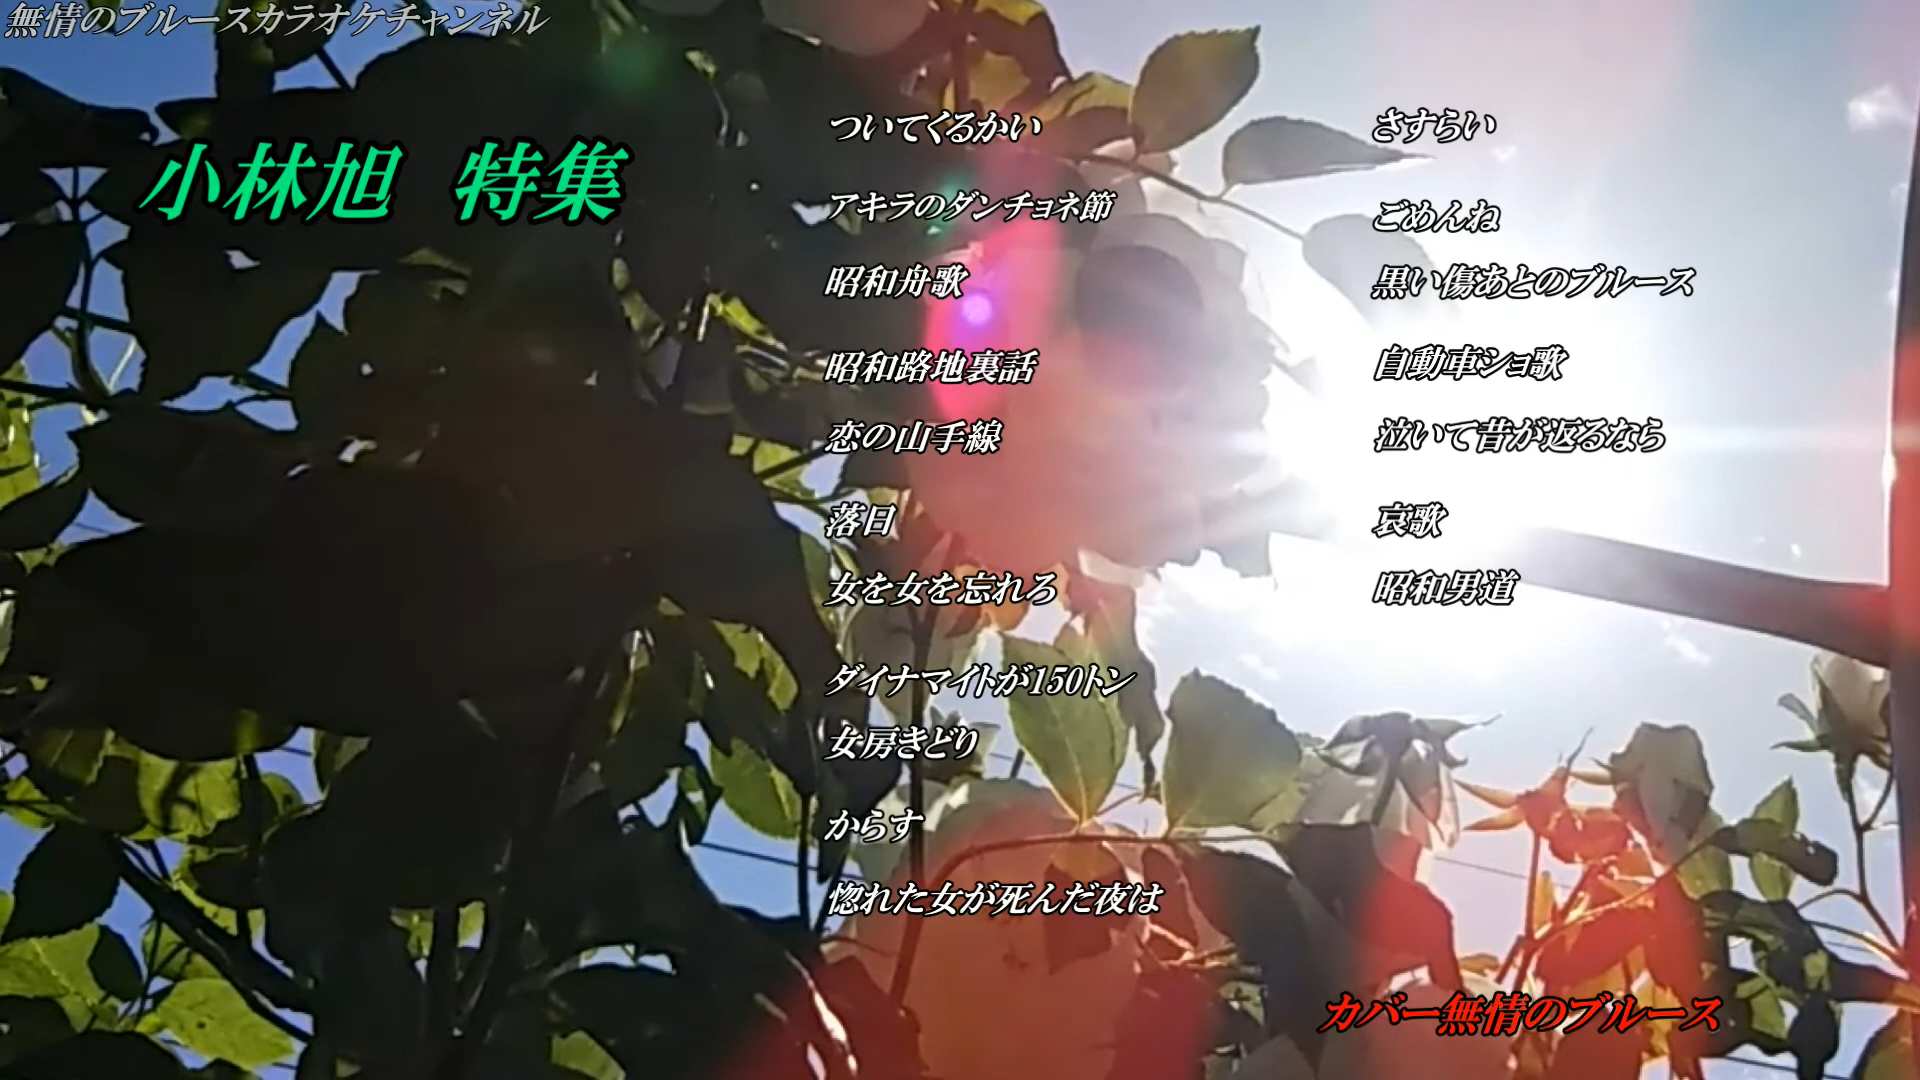 無情のブルースカラオケチャンネル
小林旭 特集
ついてくるかい
アキラのダンチョネ節
昭和舟歌
昭和路地裏話
恋の山手線
落日
女を女を忘れろ
ダイナマイトが150トン
女房きどり
からす
惚れた女が死んだ夜は
さすらい
ごめんね
黒い傷あとのブルース
自動車ショ歌
泣いて昔が返るなら
哀歌
昭和男道
カバー無情のブルース